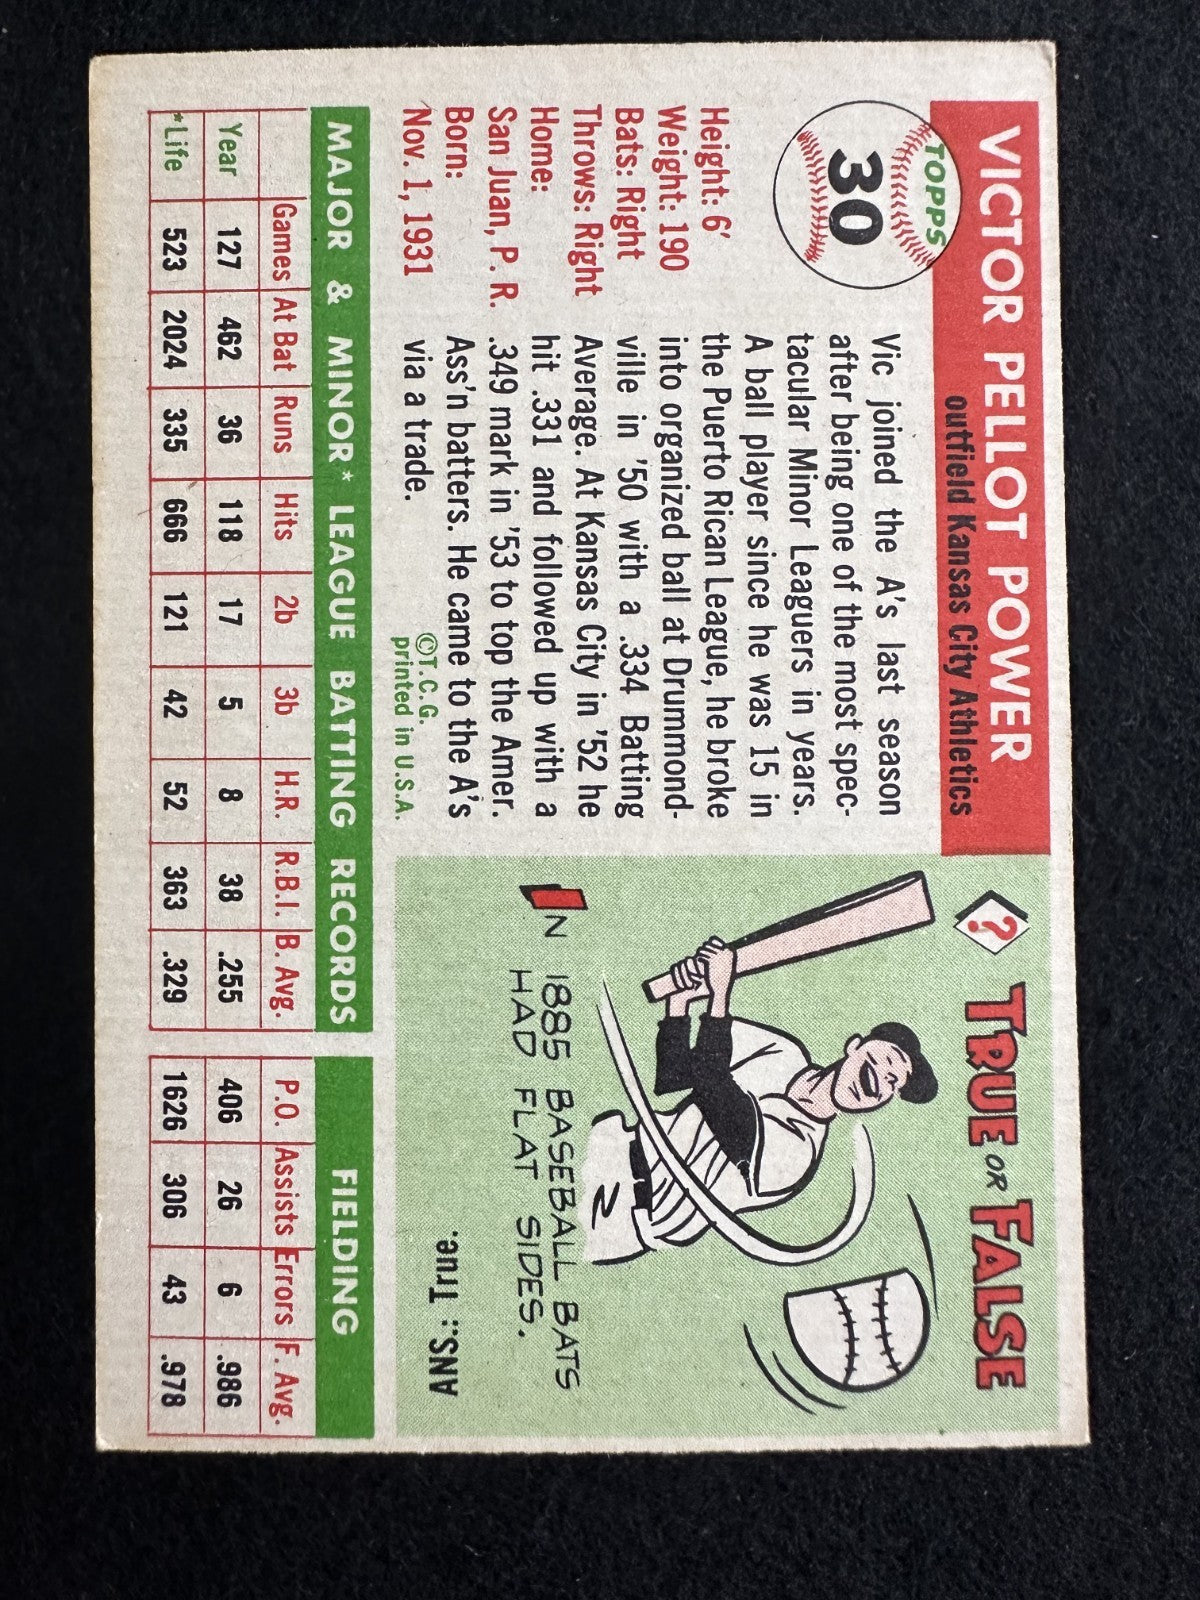 TOPPS
30
VICTOR PELLOT POWER
outfield Kansas City Athletics
Height: 6'
Weight: 190
Bats: Right
Throws: Right
Home:
San Juan, P. R.
Born:
Nov. 1, 1931
Vic joined the A's last season
after being one of the most spec-
tacular Minor Leaguers in years.
A ball player since he was 15 in
the Puerto Rican League, he broke
into organized ball at Drummond-
ville in '50 with a .334 Batting
Average. At Kansas City in '52 he
hit .331 and followed up with a
.349 mark in '53 to top the Amer.
Ass'n batters. He came to the A's
via a trade.
©T.C.G.
printed in U.S.A.
?
TRUE OR FALSE
IN 1885 BASEBALL BATS
HAD FLAT SIDES.
ANS.: True.
MAJOR & MINOR* LEAGUE BATTING RECORDS
FIELDING
Games At Bat Runs Hits 2b 3b H.R. R.B.I. B. Avg. P.O. Assists Errors F. Avg.
Year 127 462 36 118 17 5 8 38 .255 406 26 6 .986
*Life 523 2024 335 666 121 42 52 363 .329 1626 306 43 .978